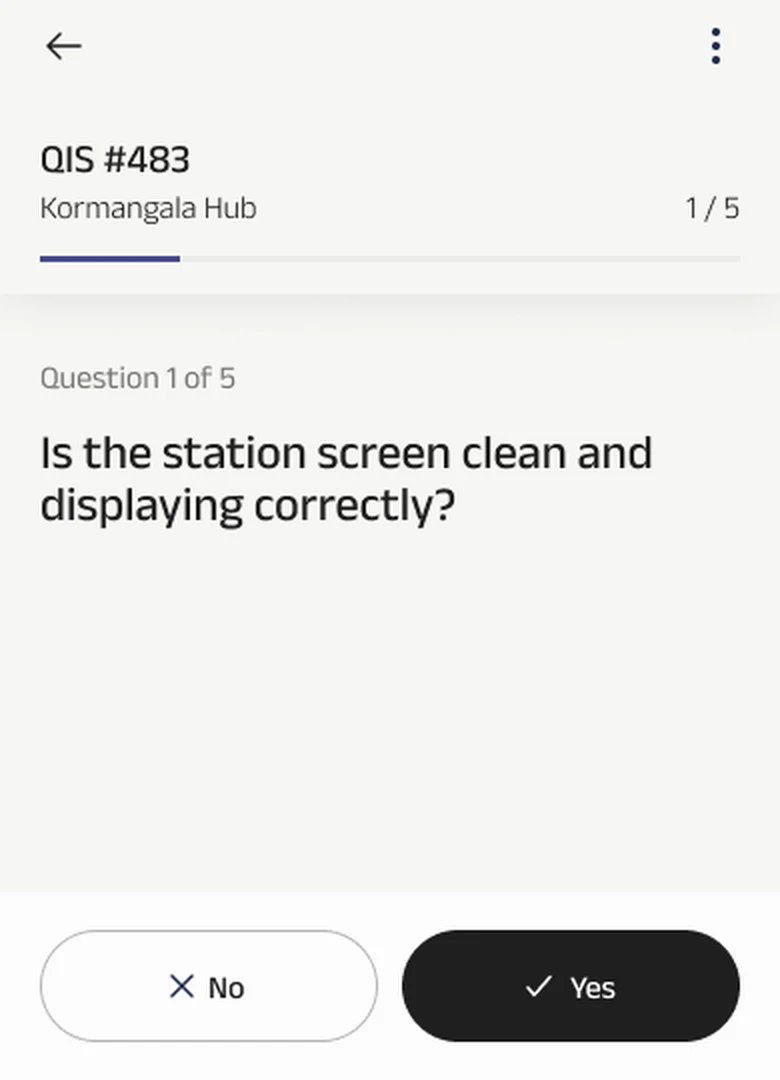 QIS #483
Kormangala Hub
1 / 5
Question 1 of 5
Is the station screen clean and
displaying correctly?
No
Yes